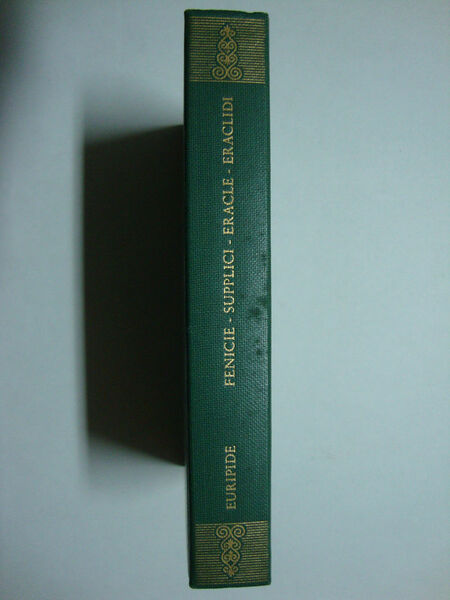 EURIPIDE
FENICIE - SUPPLICI - ERACLE - ERACLIDI